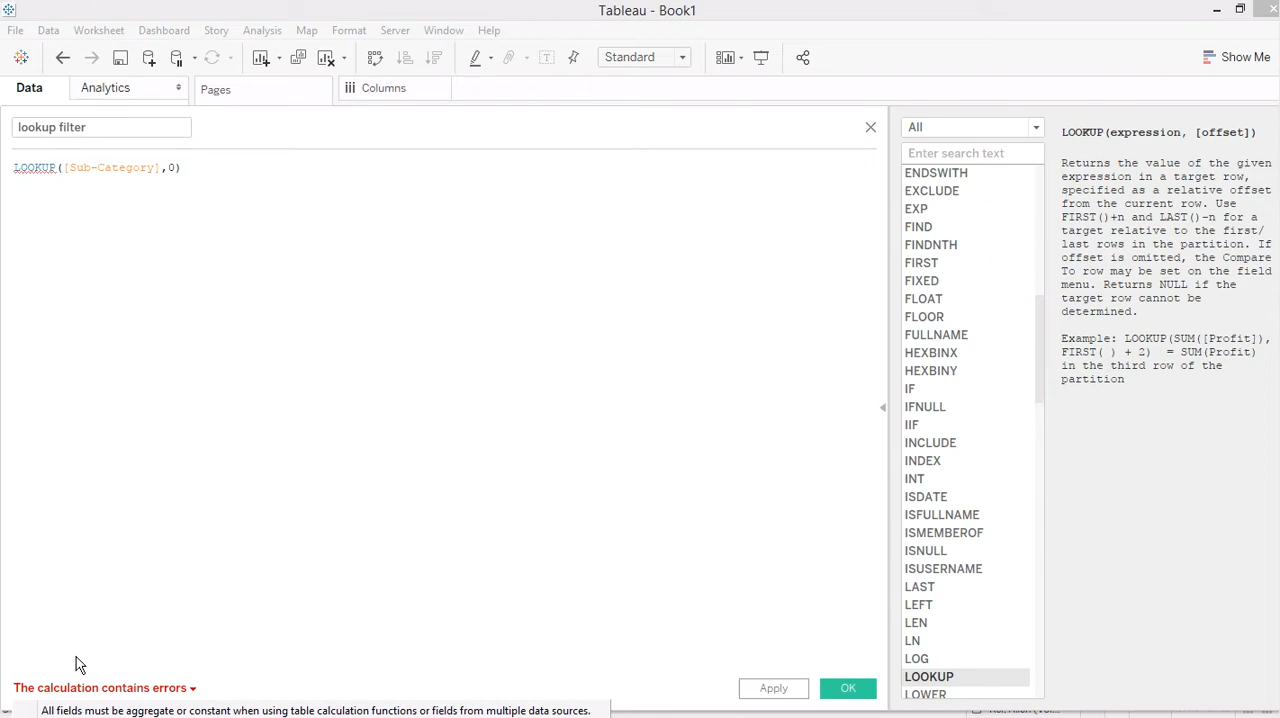 Tableau - Book1
File Data Worksheet Dashboard Story Analysis Map Format Server Window Help
Standard
Show Me
Data Analytics Pages Columns
lookup filter
LOOKUP([Sub-Category],0)
The calculation contains errors
Apply OK
All fields must be aggregate or constant when using table calculation functions or fields from multiple data sources.
All
Enter search text
ENDSWITH
EXCLUDE
EXP
FIND
FINDNTH
FIRST
FIXED
FLOAT
FLOOR
FULLNAME
HEXBINX
HEXBINY
IF
IFNULL
IIF
INCLUDE
INDEX
INT
ISDATE
ISFULLNAME
ISMEMBEROF
ISNULL
ISUSERNAME
LAST
LEFT
LEN
LN
LOG
LOOKUP
LOWER
LOOKUP(expression, [offset])
Returns the value of the given
expression in a target row,
specified as a relative offset
from the current row. Use
FIRST()+n and LAST()-n for a
target relative to the first/
last rows in the partition. If
offset is omitted, the Compare
To row may be set on the field
menu. Returns NULL if the
target row cannot be
determined.
Example: LOOKUP(SUM([Profit]),
FIRST( ) + 2) = SUM(Profit)
in the third row of the
partition